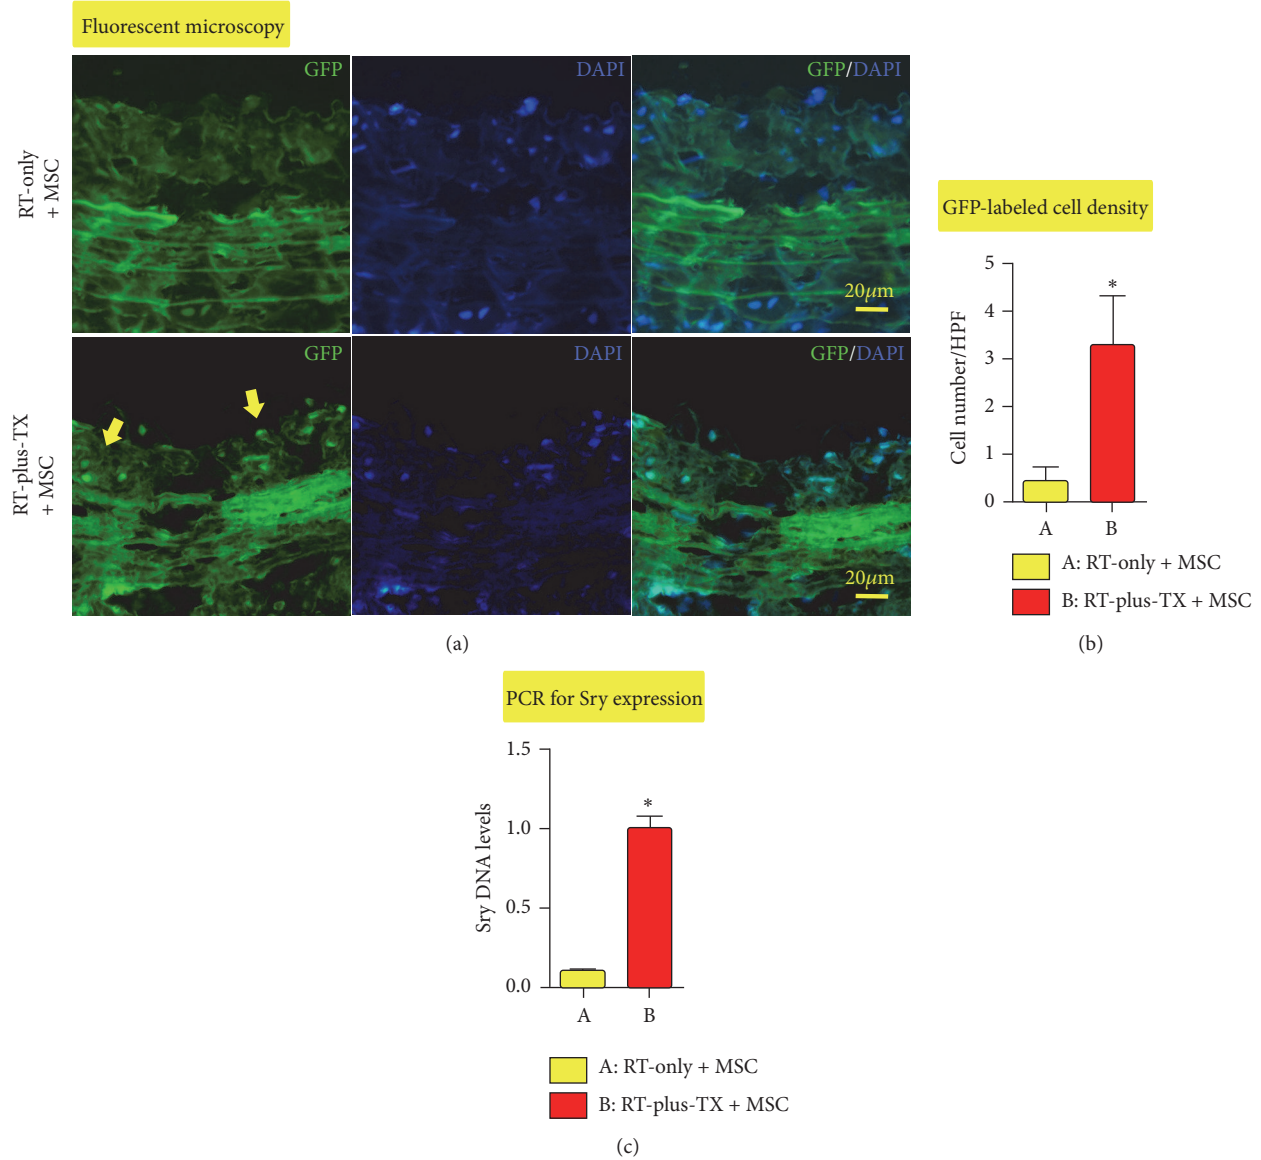 Fluorescent microscopy
GFP
DAPI
GFP/DAPI
RT-only
+ MSC
20μm
GFP
DAPI
GFP/DAPI
RT-plus-TX
+ MSC
20μm
(a)
GFP-labeled cell density
5
4
3
2
1
0
Cell number/HPF
*
A
B
A: RT-only + MSC
B: RT-plus-TX + MSC
(b)
PCR for Sry expression
1.5
1.0
0.5
0.0
Sry DNA levels
*
A
B
A: RT-only + MSC
B: RT-plus-TX + MSC
(c)